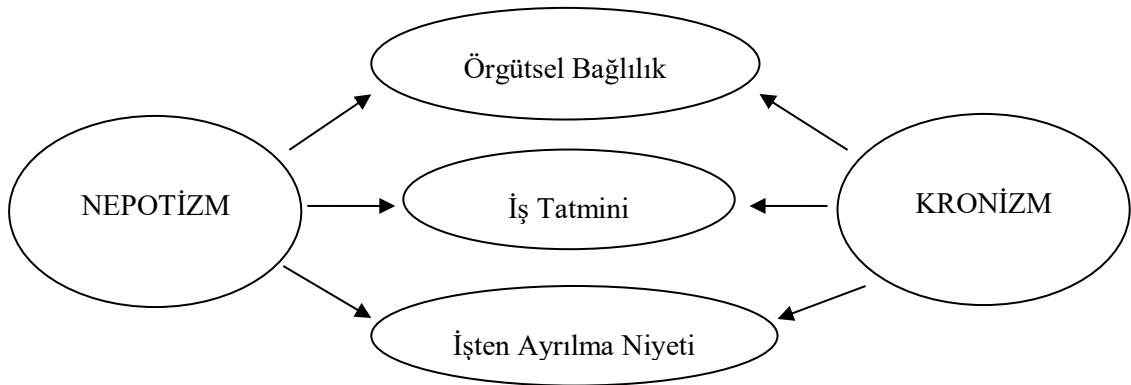 Örgütsel Bağlılık
NEPOTİZM
İş Tatmini
KRONİZM
İşten Ayrılma Niyeti